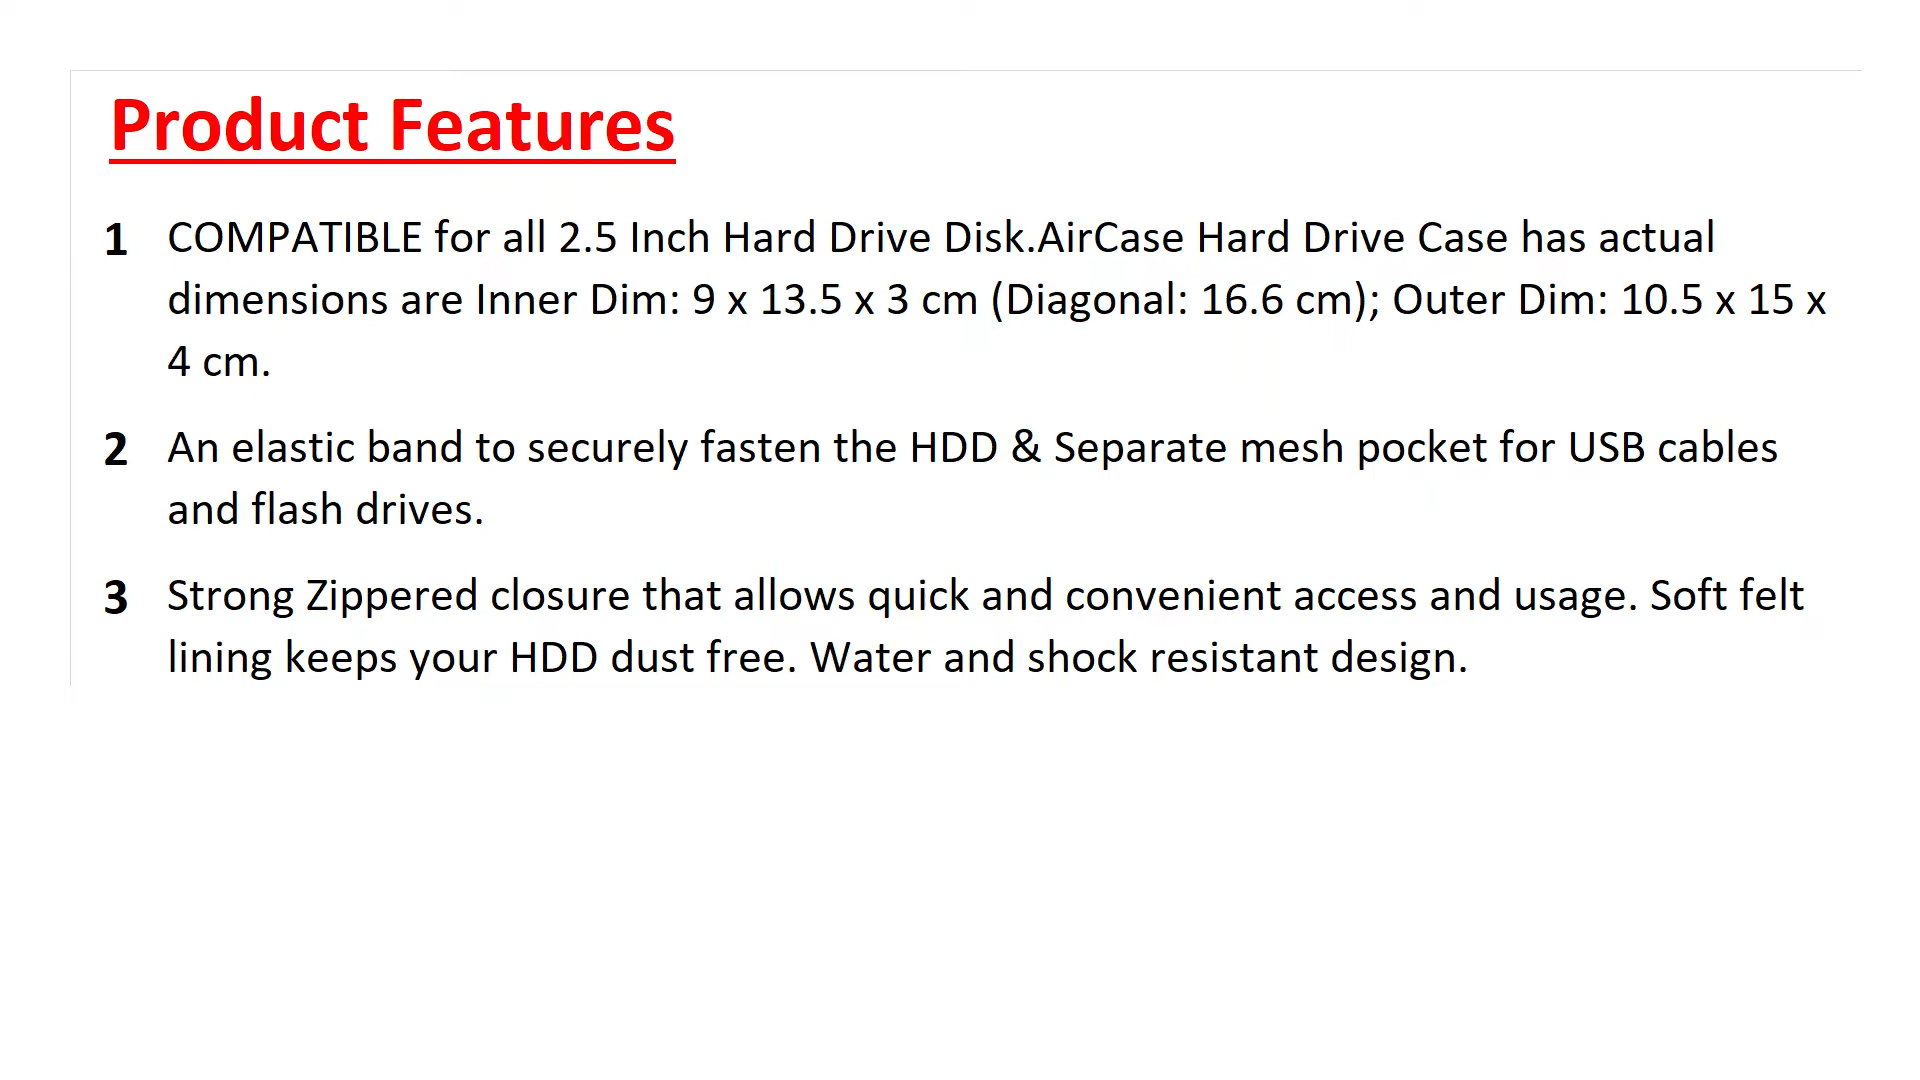 Product Features
1 COMPATIBLE for all 2.5 Inch Hard Drive Disk.AirCase Hard Drive Case has actual
dimensions are Inner Dim: 9 x 13.5 x 3 cm (Diagonal: 16.6 cm); Outer Dim: 10.5 x 15 x
4 cm.
2 An elastic band to securely fasten the HDD & Separate mesh pocket for USB cables
and flash drives.
3 Strong Zippered closure that allows quick and convenient access and usage. Soft felt
lining keeps your HDD dust free. Water and shock resistant design.